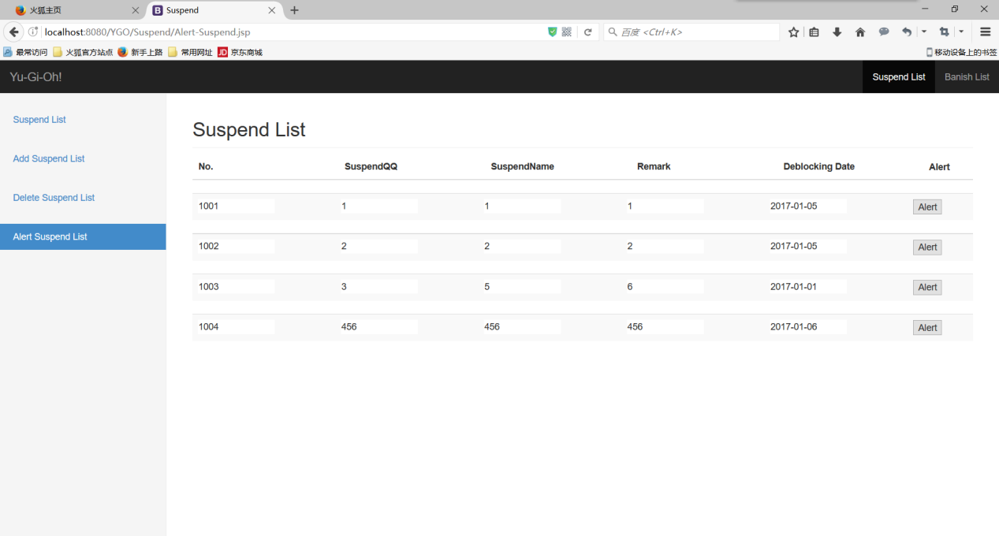 火狐主页 Suspend
localhost:8080/YGO/Suspend/Alert-Suspend.jsp 百度 <Ctrl+K>
最常访问 火狐官方站点 新手上路 常用网址 JD 京东商城 移动设备上的书签
Yu-Gi-Oh! Suspend List Banish List
Suspend List
Add Suspend List
Delete Suspend List
Alert Suspend List
Suspend List
No. SuspendQQ SuspendName Remark Deblocking Date Alert
1001 1 1 1 2017-01-05 Alert
1002 2 2 2 2017-01-05 Alert
1003 3 5 6 2017-01-01 Alert
1004 456 456 456 2017-01-06 Alert